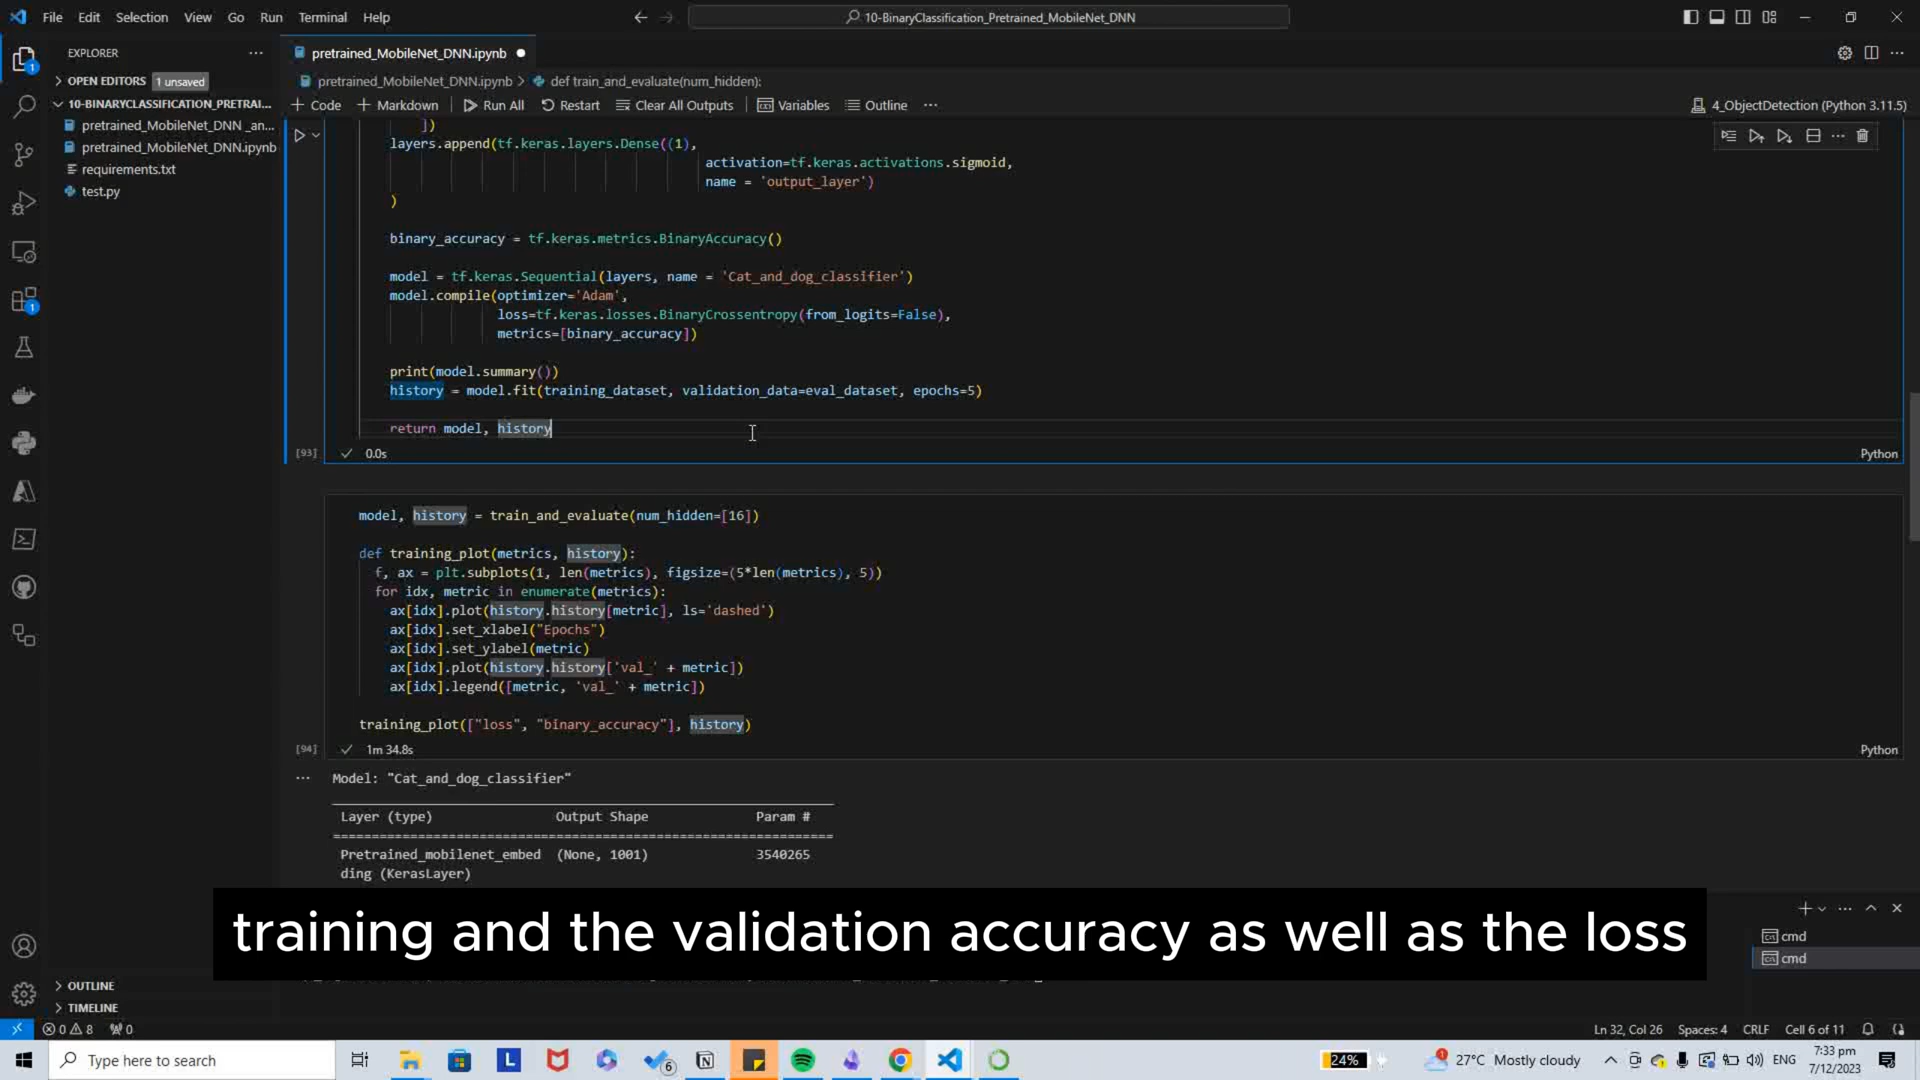 File Edit Selection View Go Run Terminal Help
10-BinaryClassification_Pretrained_MobileNet_DNN
EXPLORER
pretrained_MobileNet_DNN.ipynb
OPEN EDITORS 1 unsaved
pretrained_MobileNet_DNN.ipynb > def train_and_evaluate(num_hidden):
10-BINARYCLASSIFICATION_PRETRAI...
Code Markdown Run All Restart Clear All Outputs Variables Outline ...
4_ObjectDetection (Python 3.11.5)
pretrained_MobileNet_DNN _an...
pretrained_MobileNet_DNN.ipynb
requirements.txt
test.py
])
layers.append(tf.keras.layers.Dense((1),
activation=tf.keras.activations.sigmoid,
name = 'output_layer')
)
binary_accuracy = tf.keras.metrics.BinaryAccuracy()
model = tf.keras.Sequential(layers, name = 'Cat_and_dog_classifier')
model.compile(optimizer='Adam',
loss=tf.keras.losses.BinaryCrossentropy(from_logits=False),
metrics=[binary_accuracy])
print(model.summary())
history = model.fit(training_dataset, validation_data=eval_dataset, epochs=5)
return model, history
[93] 0.0s Python
model, history = train_and_evaluate(num_hidden=[16])
def training_plot(metrics, history):
f, ax = plt.subplots(1, len(metrics), figsize=(5*len(metrics), 5))
for idx, metric in enumerate(metrics):
ax[idx].plot(history.history[metric], ls='dashed')
ax[idx].set_xlabel("Epochs")
ax[idx].set_ylabel(metric)
ax[idx].plot(history.history['val_' + metric])
ax[idx].legend([metric, 'val_' + metric])
training_plot(["loss", "binary_accuracy"], history)
[94] 1m 34.8s Python
... Model: "Cat_and_dog_classifier"
Layer (type) Output Shape Param #
=================================================================
Pretrained_mobilenet_embed (None, 1001) 3540265
ding (KerasLayer)
training and the validation accuracy as well as the loss
cmd
cmd
OUTLINE
TIMELINE
0 8 0
Ln 32, Col 26 Spaces: 4 CRLF Cell 6 of 11
Type here to search
6
24%
27°C Mostly cloudy
ENG
7:33 pm
7/12/2023